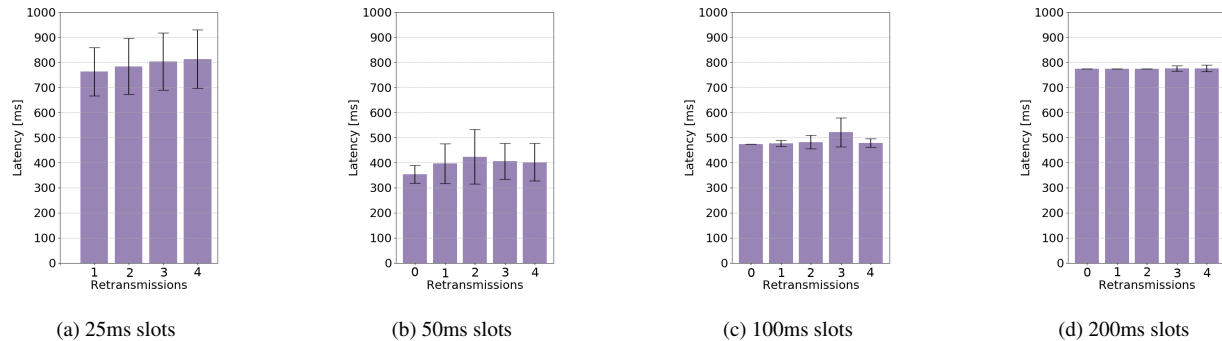 1000
900
800
700
600
500
400
300
200
100
0
Latency [ms]
1 2 3 4
Retransmissions
(a) 25ms slots
1000
900
800
700
600
500
400
300
200
100
0
Latency [ms]
0 1 2 3 4
Retransmissions
(b) 50ms slots
1000
900
800
700
600
500
400
300
200
100
0
Latency [ms]
0 1 2 3 4
Retransmissions
(c) 100ms slots
1000
900
800
700
600
500
400
300
200
100
0
Latency [ms]
0 1 2 3 4
Retransmissions
(d) 200ms slots